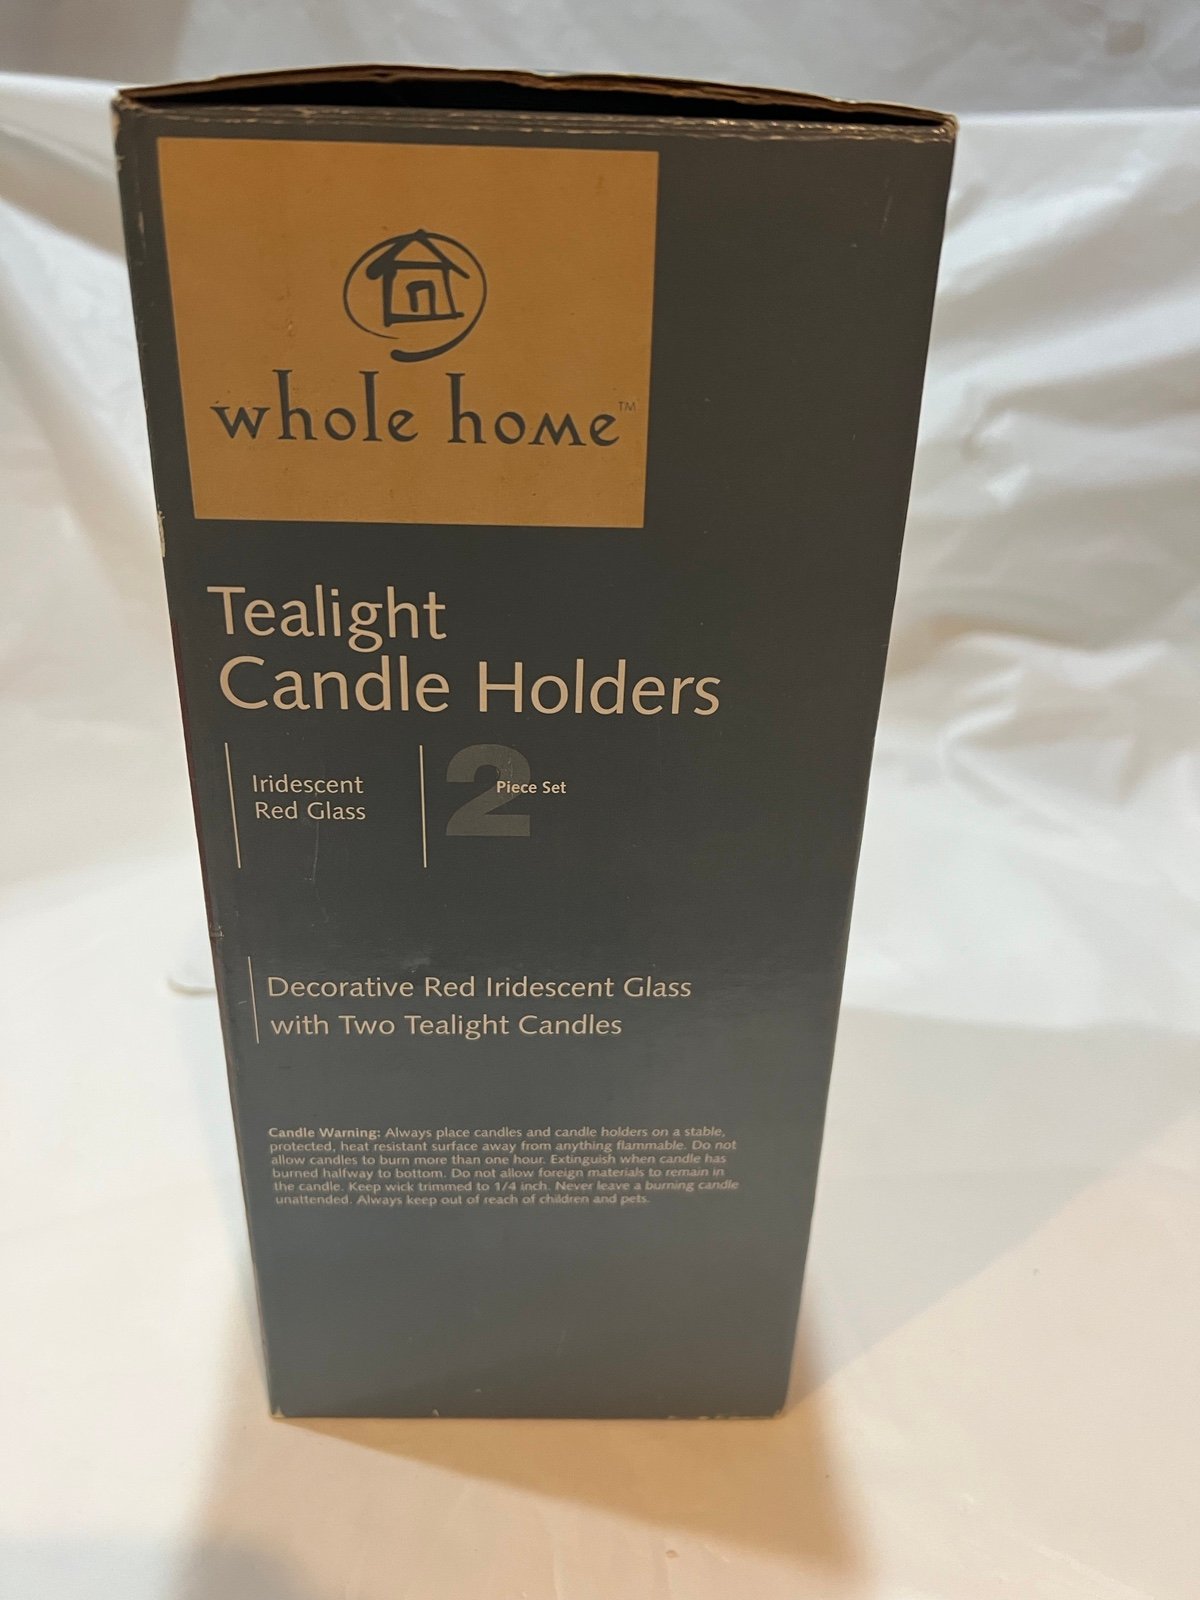 whole home™
Tealight
Candle Holders
Iridescent
Red Glass
2
Piece Set
Decorative Red Iridescent Glass
with Two Tealight Candles
Candle Warning: Always place candles and candle holders on a stable,
protected, heat resistant surface away from anything flammable. Do not
allow candles to burn more than one hour. Extinguish when candle has
burned halfway to bottom. Do not allow foreign materials to remain in
the candle. Keep wick trimmed to 1/4 inch. Never leave a burning candle
unattended. Always keep out of reach of children and pets.